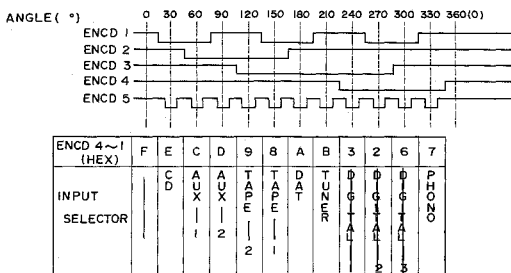 ANGLE( °) 0 30 60 90 120 150 180 210 240 270 300 330 360(0)
ENCD 1
ENCD 2
ENCD 3
ENCD 4
ENCD 5
ENCD 4~1 (HEX) F E C D 9 8 A B 3 2 6 7
INPUT SELECTOR
CD
AUX-1
AUX-2
TAPE-2
TAPE-1
DAT
TUNER
DIGITAL
DIGITAL 2
DIGITAL 3
PHONO